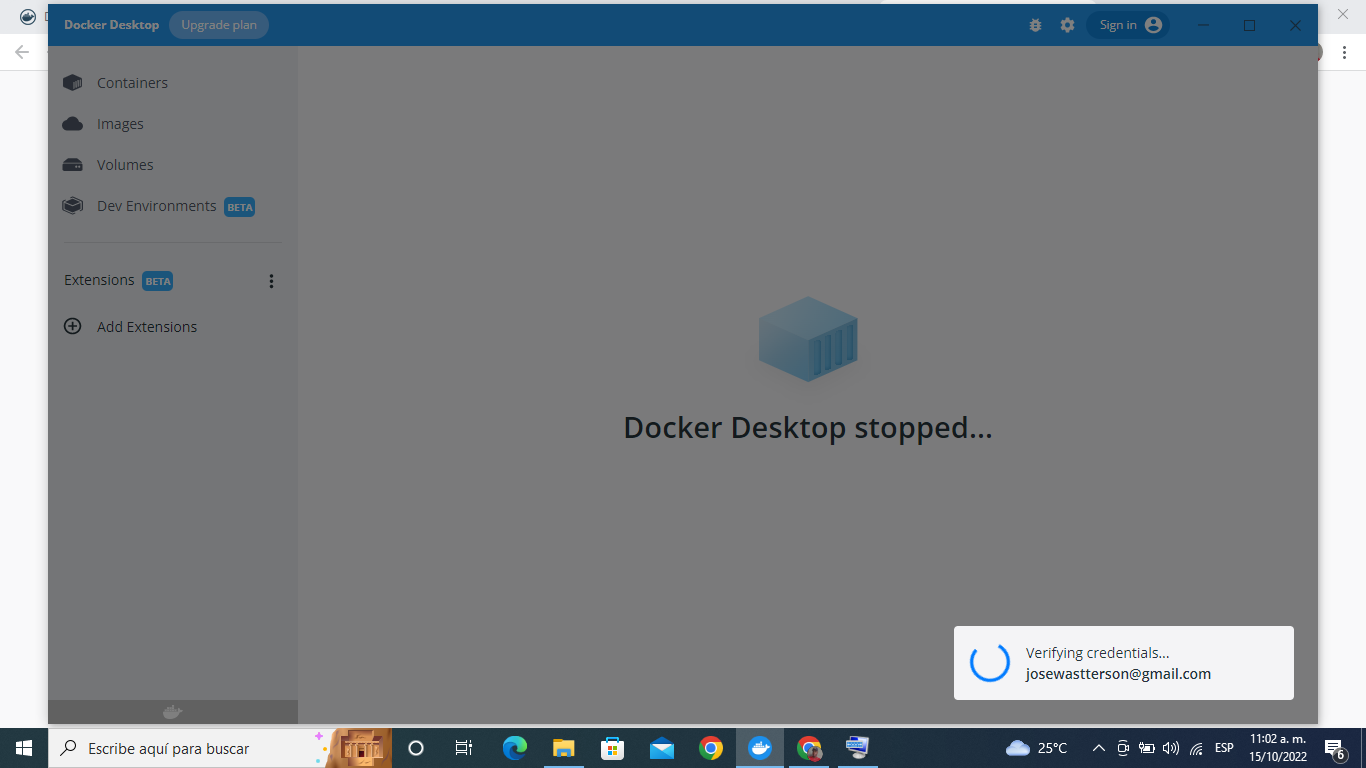 Docker Desktop
Upgrade plan
Sign in
Containers
Images
Volumes
Dev Environments BETA
Extensions BETA
Add Extensions
Docker Desktop stopped...
Verifying credentials...
josewastterson@gmail.com
Escribe aquí para buscar
25°C
ESP
11:02 a. m.
15/10/2022
6